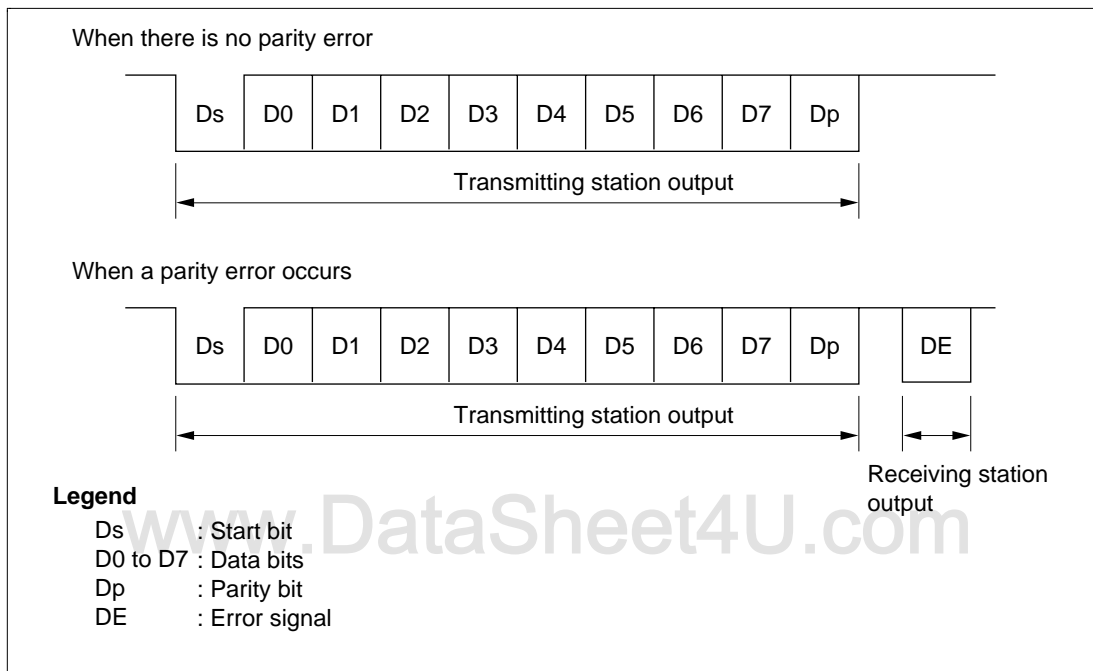 When there is no parity error
Ds D0 D1 D2 D3 D4 D5 D6 D7 Dp
Transmitting station output
When a parity error occurs
Ds D0 D1 D2 D3 D4 D5 D6 D7 Dp DE
Transmitting station output
Receiving station
output
Legend
Ds : Start bit
D0 to D7 : Data bits
Dp : Parity bit
DE : Error signal
www.DataSheet4U.com